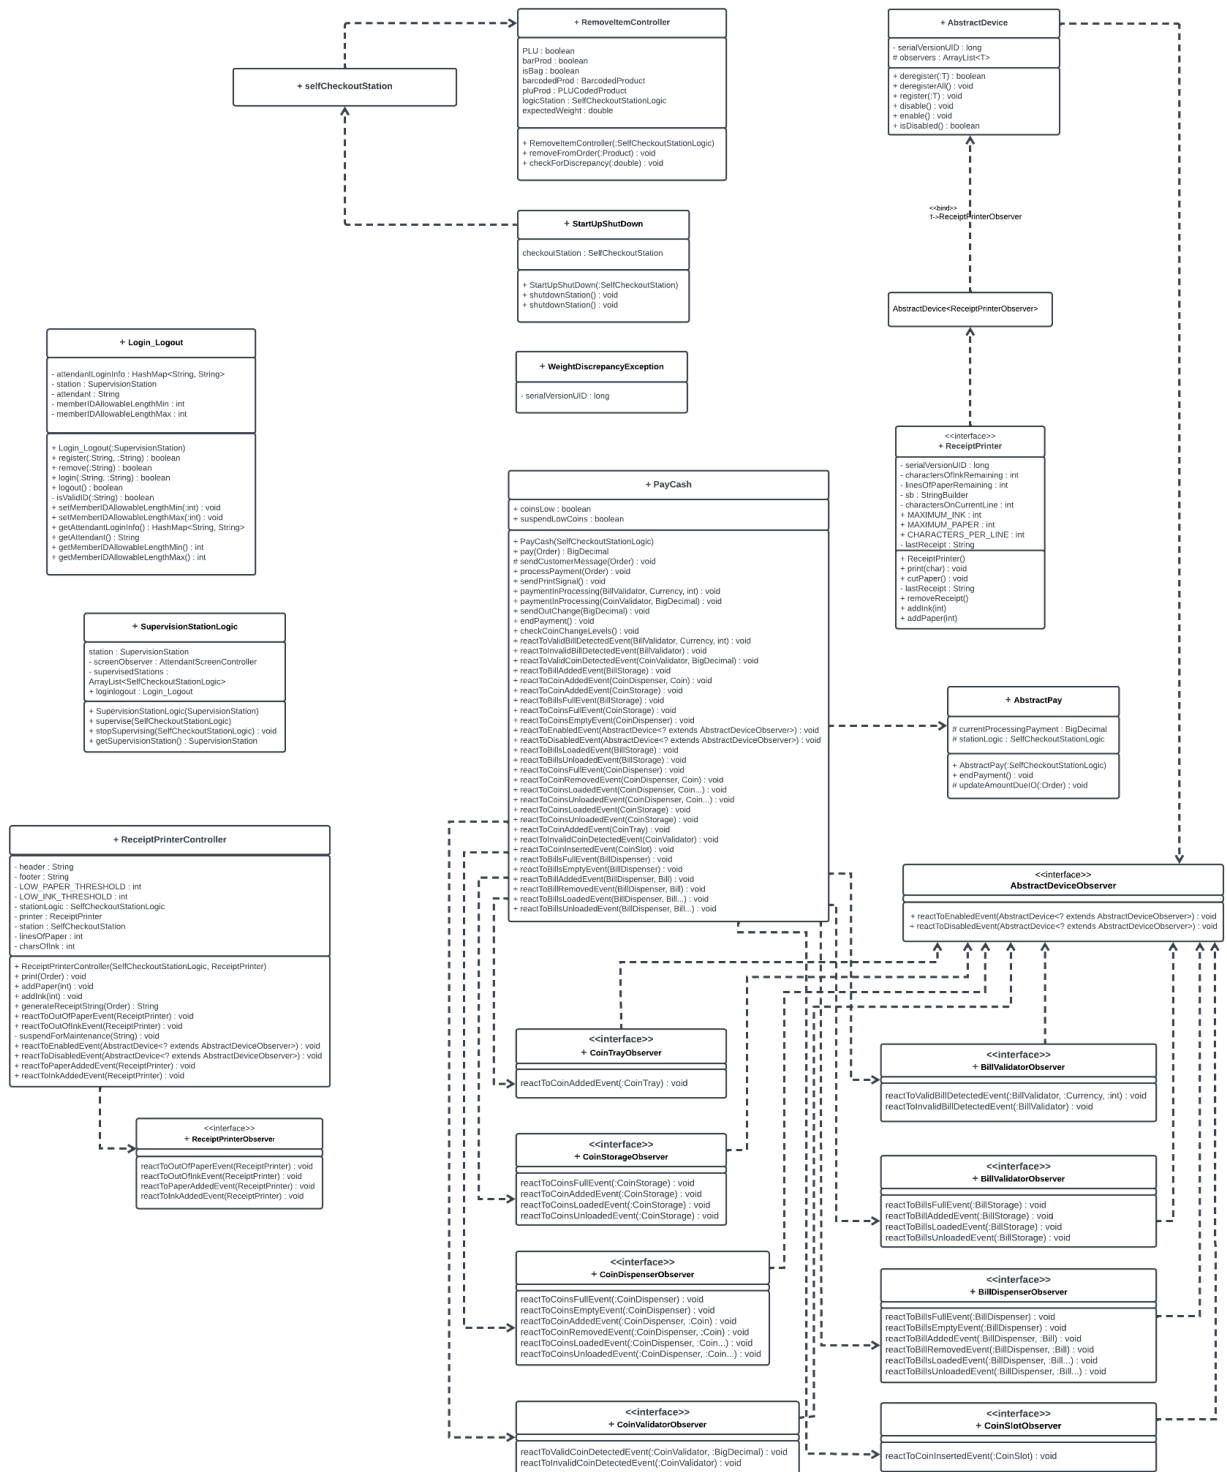 + RemoveItemController
PLU : boolean
barProd : boolean
isBag : boolean
barcodedProd : BarcodedProduct
pluProd : PLUCodedProduct
logicStation : SelfCheckoutStationLogic
expectedWeight : double
+ RemoveItemController(:SelfCheckoutStationLogic)
+ removeFromOrder(:Product) : void
+ checkForDiscrepancy(:double) : void
+ AbstractDevice
- serialVersionUID : long
# observers : ArrayList<T>
+ deregister(:T) : boolean
+ deregisterAll() : void
+ register(:T) : void
+ disable() : void
+ enable() : void
+ isDisabled() : boolean
+ selfCheckoutStation
<<bind>>
T->ReceiptPrinterObserver
+ StartUpShutDown
checkoutStation : SelfCheckoutStation
+ StartUpShutDown(:SelfCheckoutStation)
+ shutdownStation() : void
+ shutdownStation() : void
AbstractDevice<ReceiptPrinterObserver>
+ Login_Logout
- attendantLoginInfo : HashMap<String, String>
- station : SupervisionStation
- attendant : String
- memberIDAllowableLengthMin : int
- memberIDAllowableLengthMax : int
+ Login_Logout(:SupervisionStation)
+ register(:String, :String) : boolean
+ remove(:String) : boolean
+ login(:String, :String) : boolean
+ logout() : boolean
- isValidID(:String) : boolean
+ setMemberIDAllowableLengthMin(:int) : void
+ setMemberIDAllowableLengthMax(:int) : void
+ getAttendantLoginInfo() : HashMap<String, String>
+ getAttendant() : String
+ getMemberIDAllowableLengthMin() : int
+ getMemberIDAllowableLengthMax() : int
+ WeightDiscrepancyException
- serialVersionUID : long
<<interface>>
+ ReceiptPrinter
- serialVersionUID : long
- charactersOfInkRemaining : int
- linesOfPaperRemaining : int
- sb : StringBuilder
- charactersOnCurrentLine : int
+ MAXIMUM_INK : int
+ MAXIMUM_PAPER : int
+ CHARACTERS_PER_LINE : int
- lastReceipt : String
+ ReceiptPrinter()
+ print(char) : void
+ cutPaper() : void
- lastReceipt : String
+ removeReceipt()
+ addInk(int)
+ addPaper(int)
+ PayCash
+ coinsLow : boolean
+ suspendLowCoins : boolean
+ PayCash(SelfCheckoutStationLogic)
+ pay(Order) : BigDecimal
# sendCustomerMessage(Order) : void
+ processPayment(Order) : void
+ sendPrintSignal() : void
+ paymentInProcessing(BillValidator, Currency, int) : void
+ paymentInProcessing(CoinValidator, BigDecimal) : void
+ sendOutChange(BigDecimal) : void
+ endPayment() : void
+ checkCoinChangeLevels() : void
+ reactToValidBillDetectedEvent(BillValidator, Currency, int) : void
+ reactToInvalidBillDetectedEvent(BillValidator) : void
+ reactToValidCoinDetectedEvent(CoinValidator, BigDecimal) : void
+ reactToBillAddedEvent(BillStorage) : void
+ reactToCoinAddedEvent(CoinDispenser, Coin) : void
+ reactToCoinAddedEvent(CoinStorage) : void
+ reactToBillsFullEvent(BillStorage) : void
+ reactToCoinsFullEvent(CoinStorage) : void
+ reactToCoinsEmptyEvent(CoinDispenser) : void
+ reactToEnabledEvent(AbstractDevice<? extends AbstractDeviceObserver>) : void
+ reactToDisabledEvent(AbstractDevice<? extends AbstractDeviceObserver>) : void
+ reactToBillsLoadedEvent(BillStorage) : void
+ reactToBillsUnloadedEvent(BillStorage) : void
+ reactToCoinsFullEvent(CoinDispenser) : void
+ reactToCoinRemovedEvent(CoinDispenser, Coin) : void
+ reactToCoinsLoadedEvent(CoinDispenser, Coin...) : void
+ reactToCoinsUnloadedEvent(CoinDispenser, Coin...) : void
+ reactToCoinsLoadedEvent(CoinStorage) : void
+ reactToCoinsUnloadedEvent(CoinStorage) : void
+ reactToCoinAddedEvent(CoinTray) : void
+ reactToInvalidCoinDetectedEvent(CoinValidator) : void
+ reactToCoinInsertedEvent(CoinSlot) : void
+ reactToBillsFullEvent(BillDispenser) : void
+ reactToBillsEmptyEvent(BillDispenser) : void
+ reactToBillAddedEvent(BillDispenser, Bill) : void
+ reactToBillRemovedEvent(BillDispenser, Bill) : void
+ reactToBillsLoadedEvent(BillDispenser, Bill...) : void
+ reactToBillsUnloadedEvent(BillDispenser, Bill...) : void
+ SupervisionStationLogic
station : SupervisionStation
- screenObserver : AttendantScreenController
- supervisedStations :
ArrayList<SelfCheckoutStationLogic>
+ loginlogout : Login_Logout
+ SupervisionStationLogic(SupervisionStation)
+ supervise(SelfCheckoutStationLogic)
+ stopSupervising(SelfCheckoutStationLogic) : void
+ getSupervisionStation() : SupervisionStation
+ AbstractPay
# currentProcessingPayment : BigDecimal
# stationLogic : SelfCheckoutStationLogic
+ AbstractPay(:SelfCheckoutStationLogic)
+ endPayment() : void
# updateAmountDueIO(:Order) : void
+ ReceiptPrinterController
- header : String
- footer : String
- LOW_PAPER_THRESHOLD : int
- LOW_INK_THRESHOLD : int
- stationLogic : SelfCheckoutStationLogic
- printer : ReceiptPrinter
- station : SelfCheckoutStation
- linesOfPaper : int
- charsOfInk : int
+ ReceiptPrinterController(SelfCheckoutStationLogic, ReceiptPrinter)
+ print(Order) : void
+ addPaper(int) : void
+ addInk(int) : void
+ generateReceiptString(Order) : String
+ reactToOutOfPaperEvent(ReceiptPrinter) : void
+ reactToOutOfInkEvent(ReceiptPrinter) : void
- suspendForMaintenance(String) : void
+ reactToEnabledEvent(AbstractDevice<? extends AbstractDeviceObserver>) : void
+ reactToDisabledEvent(AbstractDevice<? extends AbstractDeviceObserver>) : void
+ reactToPaperAddedEvent(ReceiptPrinter) : void
+ reactToInkAddedEvent(ReceiptPrinter) : void
<<interface>>
AbstractDeviceObserver
+ reactToEnabledEvent(AbstractDevice<? extends AbstractDeviceObserver>) : void
+ reactToDisabledEvent(AbstractDevice<? extends AbstractDeviceObserver>) : void
<<interface>>
+ ReceiptPrinterObserver
reactToOutOfPaperEvent(ReceiptPrinter) : void
reactToOutOfInkEvent(ReceiptPrinter) : void
reactToPaperAddedEvent(ReceiptPrinter) : void
reactToInkAddedEvent(ReceiptPrinter) : void
<<interface>>
+ CoinTrayObserver
reactToCoinAddedEvent(:CoinTray) : void
<<interface>>
+ BillValidatorObserver
reactToValidBillDetectedEvent(:BillValidator, :Currency, :int) : void
reactToInvalidBillDetectedEvent(:BillValidator) : void
<<interface>>
+ CoinStorageObserver
reactToCoinsFullEvent(:CoinStorage) : void
reactToCoinAddedEvent(:CoinStorage) : void
reactToCoinsLoadedEvent(:CoinStorage) : void
reactToCoinsUnloadedEvent(:CoinStorage) : void
<<interface>>
+ BillValidatorObserver
reactToBillsFullEvent(:BillStorage) : void
reactToBillAddedEvent(:BillStorage) : void
reactToBillsLoadedEvent(:BillStorage) : void
reactToBillsUnloadedEvent(:BillStorage) : void
<<interface>>
+ CoinDispenserObserver
reactToCoinsFullEvent(:CoinDispenser) : void
reactToCoinsEmptyEvent(:CoinDispenser) : void
reactToCoinAddedEvent(:CoinDispenser, :Coin) : void
reactToCoinRemovedEvent(:CoinDispenser, :Coin) : void
reactToCoinsLoadedEvent(:CoinDispenser, :Coin...) : void
reactToCoinsUnloadedEvent(:CoinDispenser, :Coin...) : void
<<interface>>
+ BillDispenserObserver
reactToBillsFullEvent(:BillDispenser) : void
reactToBillsEmptyEvent(:BillDispenser) : void
reactToBillAddedEvent(:BillDispenser, :Bill) : void
reactToBillRemovedEvent(:BillDispenser, :Bill) : void
reactToBillsLoadedEvent(:BillDispenser, :Bill...) : void
reactToBillsUnloadedEvent(:BillDispenser, :Bill...) : void
<<interface>>
+ CoinValidatorObserver
reactToValidCoinDetectedEvent(:CoinValidator, :BigDecimal) : void
reactToInvalidCoinDetectedEvent(:CoinValidator) : void
<<interface>>
+ CoinSlotObserver
reactToCoinInsertedEvent(:CoinSlot) : void